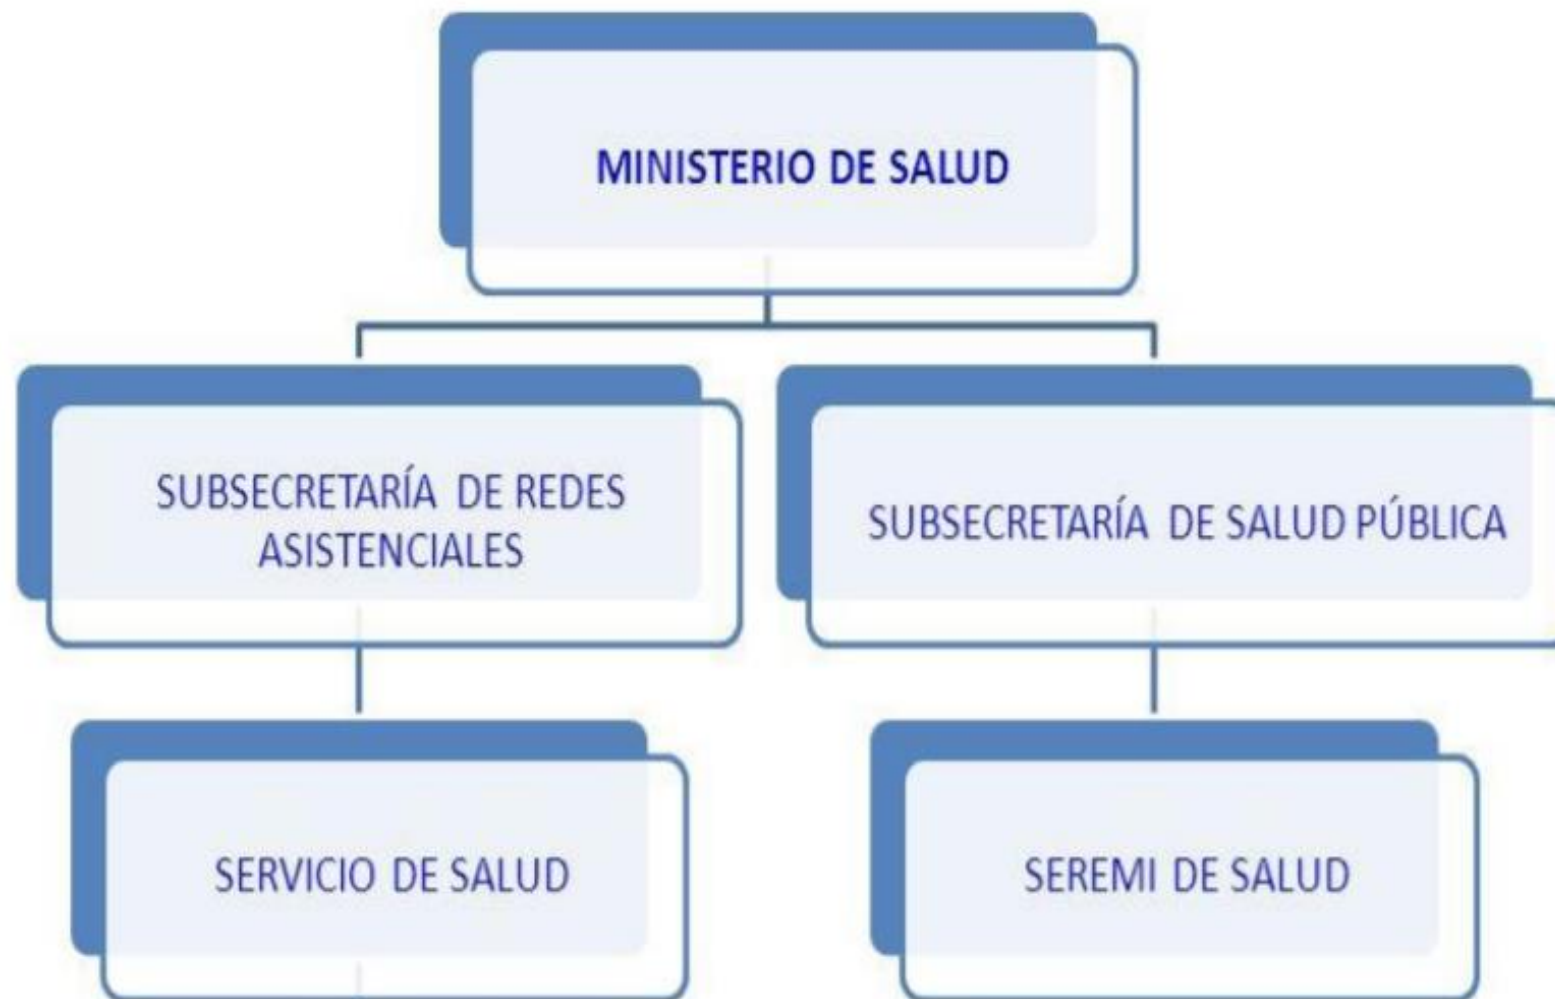 MINISTERIO DE SALUD
SUBSECRETARÍA DE REDES
ASISTENCIALES
SUBSECRETARÍA DE SALUD PÚBLICA
SERVICIO DE SALUD
SEREMI DE SALUD